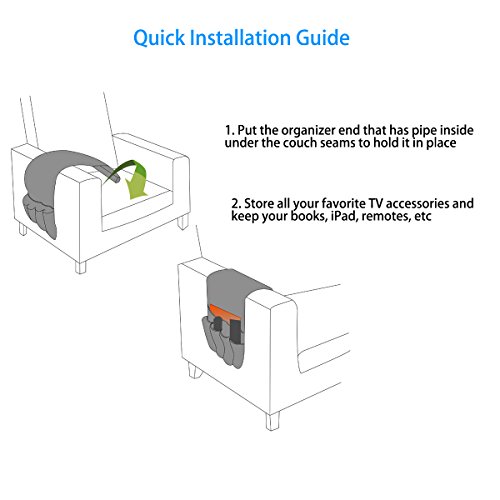 Quick Installation Guide
1. Put the organizer end that has pipe inside
under the couch seams to hold it in place
2. Store all your favorite TV accessories and
keep your books, iPad, remotes, etc